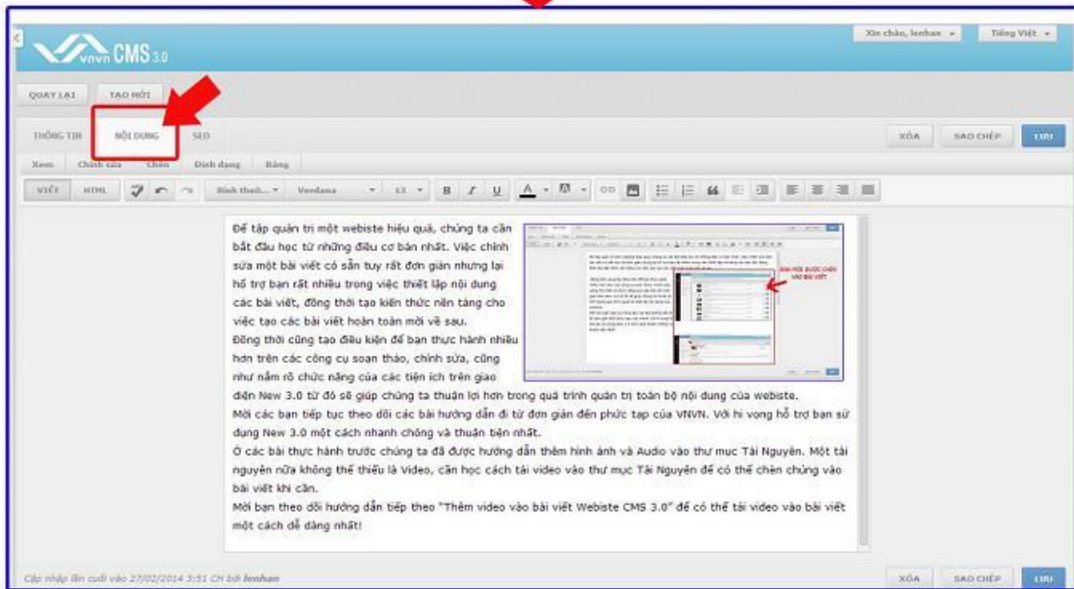 vnvn CMS 3.0
Xin chào, lenhan
Tiếng Việt
QUAY LẠI
TẠO MỚI
THÔNG TIN
NỘI DUNG
SEO
XÓA
SAO CHÉP
LƯU
Xem
Chỉnh sửa
Chèn
Định dạng
Bảng
VIẾT
HTML
Bình thườ...
Verdana
13
B I U A
Để tập quản trị một webiste hiệu quả, chúng ta cần
bắt đầu học từ những điều cơ bản nhất. Việc chỉnh
sửa một bài viết có sẵn tuy rất đơn giản nhưng lại
hổ trợ bạn rất nhiều trong việc thiết lập nội dung
các bài viết, đồng thời tạo kiến thức nền tảng cho
việc tạo các bài viết hoàn toàn mới về sau.
Đồng thời cũng tạo điều kiện để bạn thực hành nhiều
hơn trên các công cụ soạn thảo, chỉnh sửa, cũng
như nắm rõ chức năng của các tiện ích trên giao
diện New 3.0 từ đó sẽ giúp chúng ta thuận lợi hơn trong quá trình quản trị toàn bộ nội dung của webiste.
Mời các bạn tiếp tục theo dõi các bài hướng dẫn đi từ đơn giản đến phức tạp của VNVN. Với hi vọng hỗ trợ bạn sử
dụng New 3.0 một cách nhanh chóng và thuận tiện nhất.
Ở các bài thực hành trước chúng ta đã được hướng dẫn thêm hình ảnh và Audio vào thư mục Tài Nguyên. Một tài
nguyên nữa không thể thiếu là Video, cần học cách tải video vào thư mục Tài Nguyên để có thể chèn chúng vào
bài viết khi cần.
Mời bạn theo dõi hướng dẫn tiếp theo "Thêm video vào bài viết Webiste CMS 3.0" để có thể tải video vào bài viết
một cách dễ dàng nhất!
ẢNH MỚI ĐƯỢC CHÈN
VÀO BÀI VIẾT
Cập nhập lần cuối vào 27/02/2014 3:51 CH bởi lenhan
XÓA
SAO CHÉP
LƯU